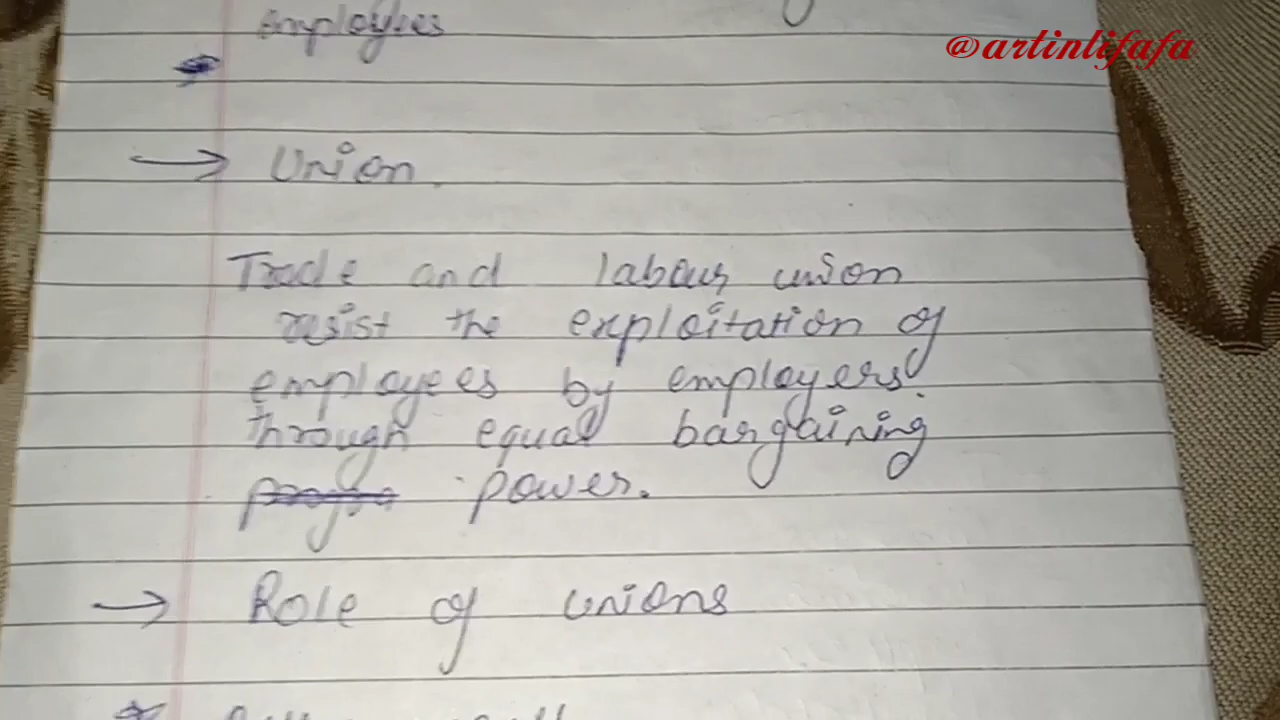 employees
@artinlifafa
→ Union.
Trade and labour union
resist the exploitation of
employees by employers.
through equal bargaining
power.
→ Role of unions